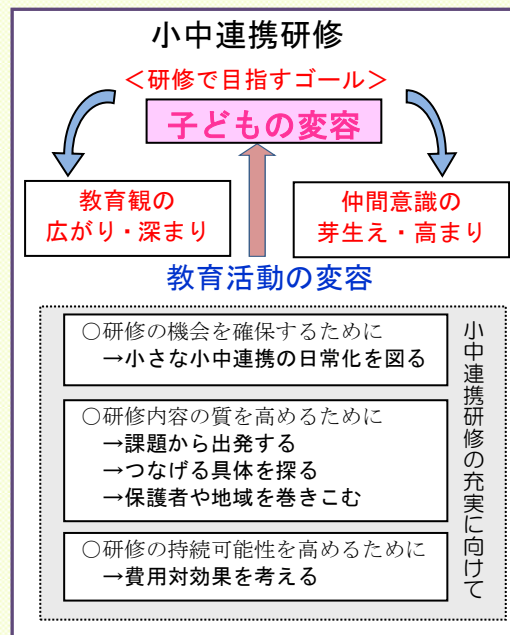 小中連携研修
＜研修で目指すゴール＞
子どもの変容
教育観の
広がり・深まり
仲間意識の
芽生え・高まり
教育活動の変容
○研修の機会を確保するために
→小さな小中連携の日常化を図る
○研修内容の質を高めるために
→課題から出発する
→つなげる具体を探る
→保護者や地域を巻きこむ
○研修の持続可能性を高めるために
→費用対効果を考える
小中連携研修の充実に向けて